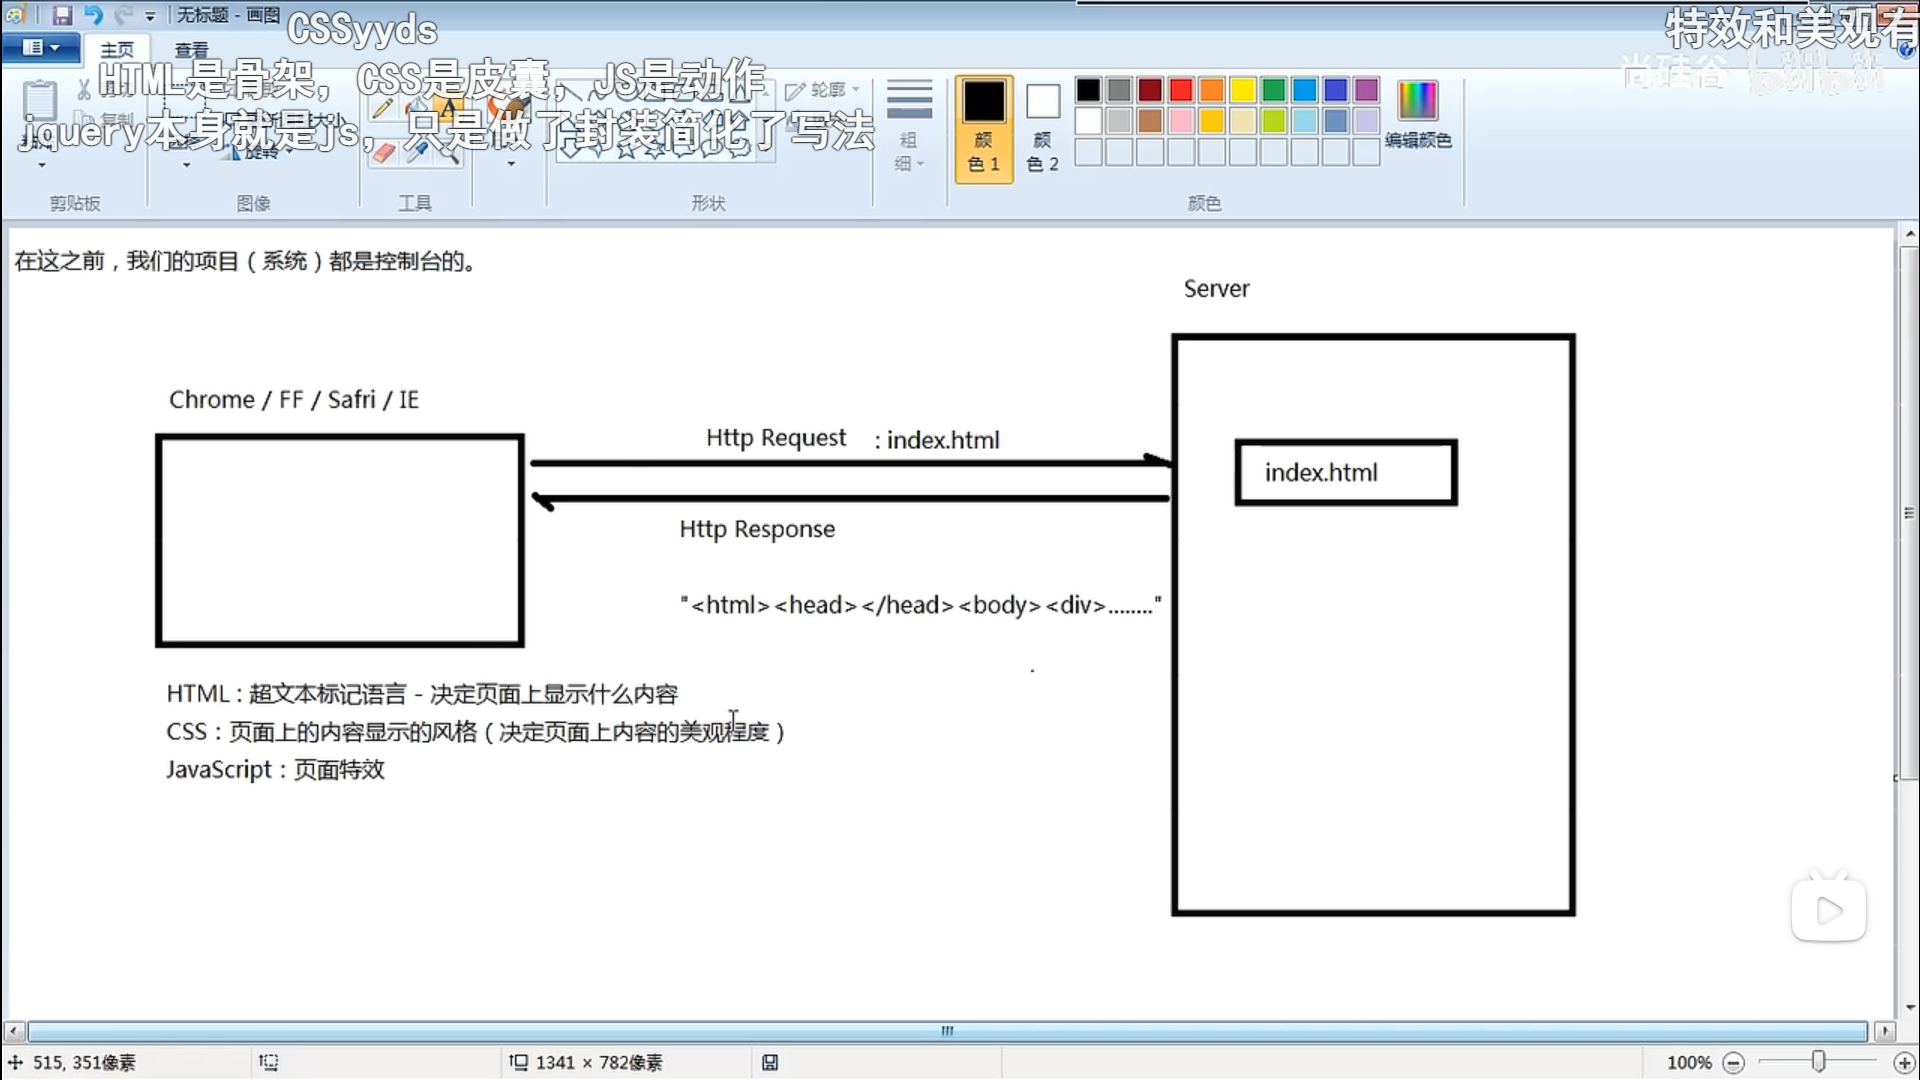 无标题 - 画图
CSSyyds
特效和美观有
主页
查看
HTML是骨架，CSS是皮囊，JS是动作
jquery本身就是js，只是做了封装简化了写法
尚硅谷 bilibili
轮廓
旋转
粗细
颜色 1
颜色 2
编辑颜色
剪贴板
图像
工具
形状
颜色
在这之前，我们的项目（系统）都是控制台的。
Server
Chrome / FF / Safri / IE
Http Request : index.html
index.html
Http Response
"<html><head></head><body><div>........"
HTML : 超文本标记语言 - 决定页面上显示什么内容
CSS : 页面上的内容显示的风格（决定页面上内容的美观程度）
JavaScript : 页面特效
515, 351像素
1341 × 782像素
100%